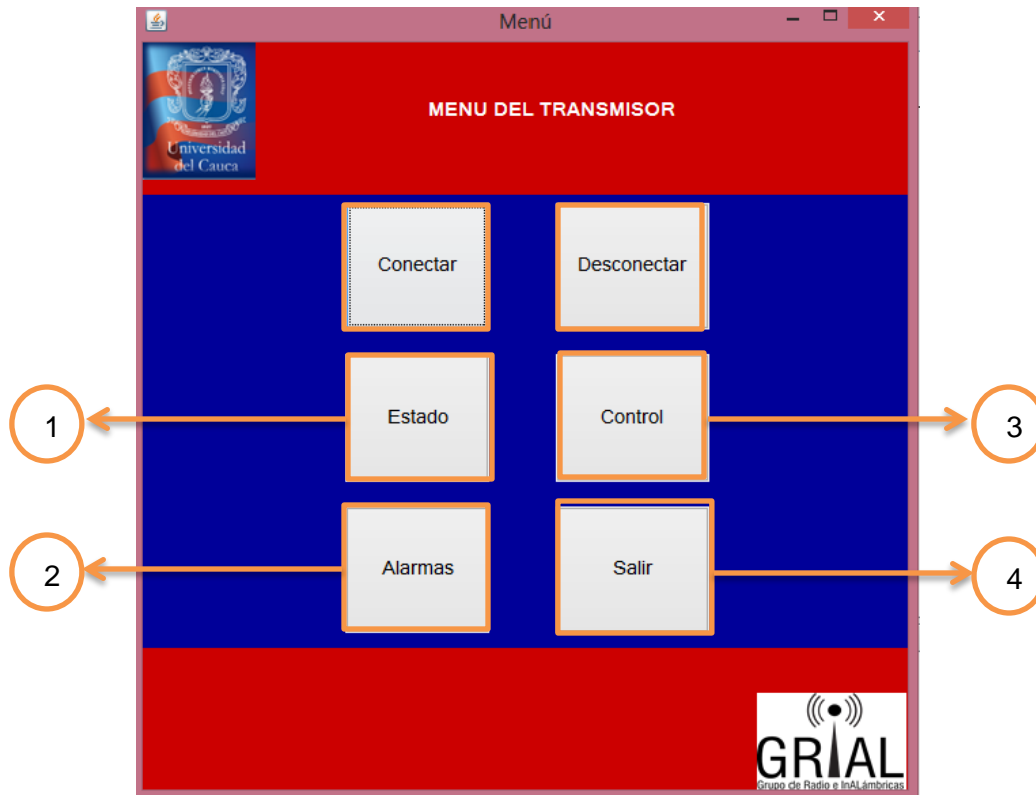 Menú
MENU DEL TRANSMISOR
Universidad
del Cauca
Conectar
Desconectar
1
Estado
Control
3
2
Alarmas
Salir
4
GRIAL
Grupo de Radio e InALámbricas